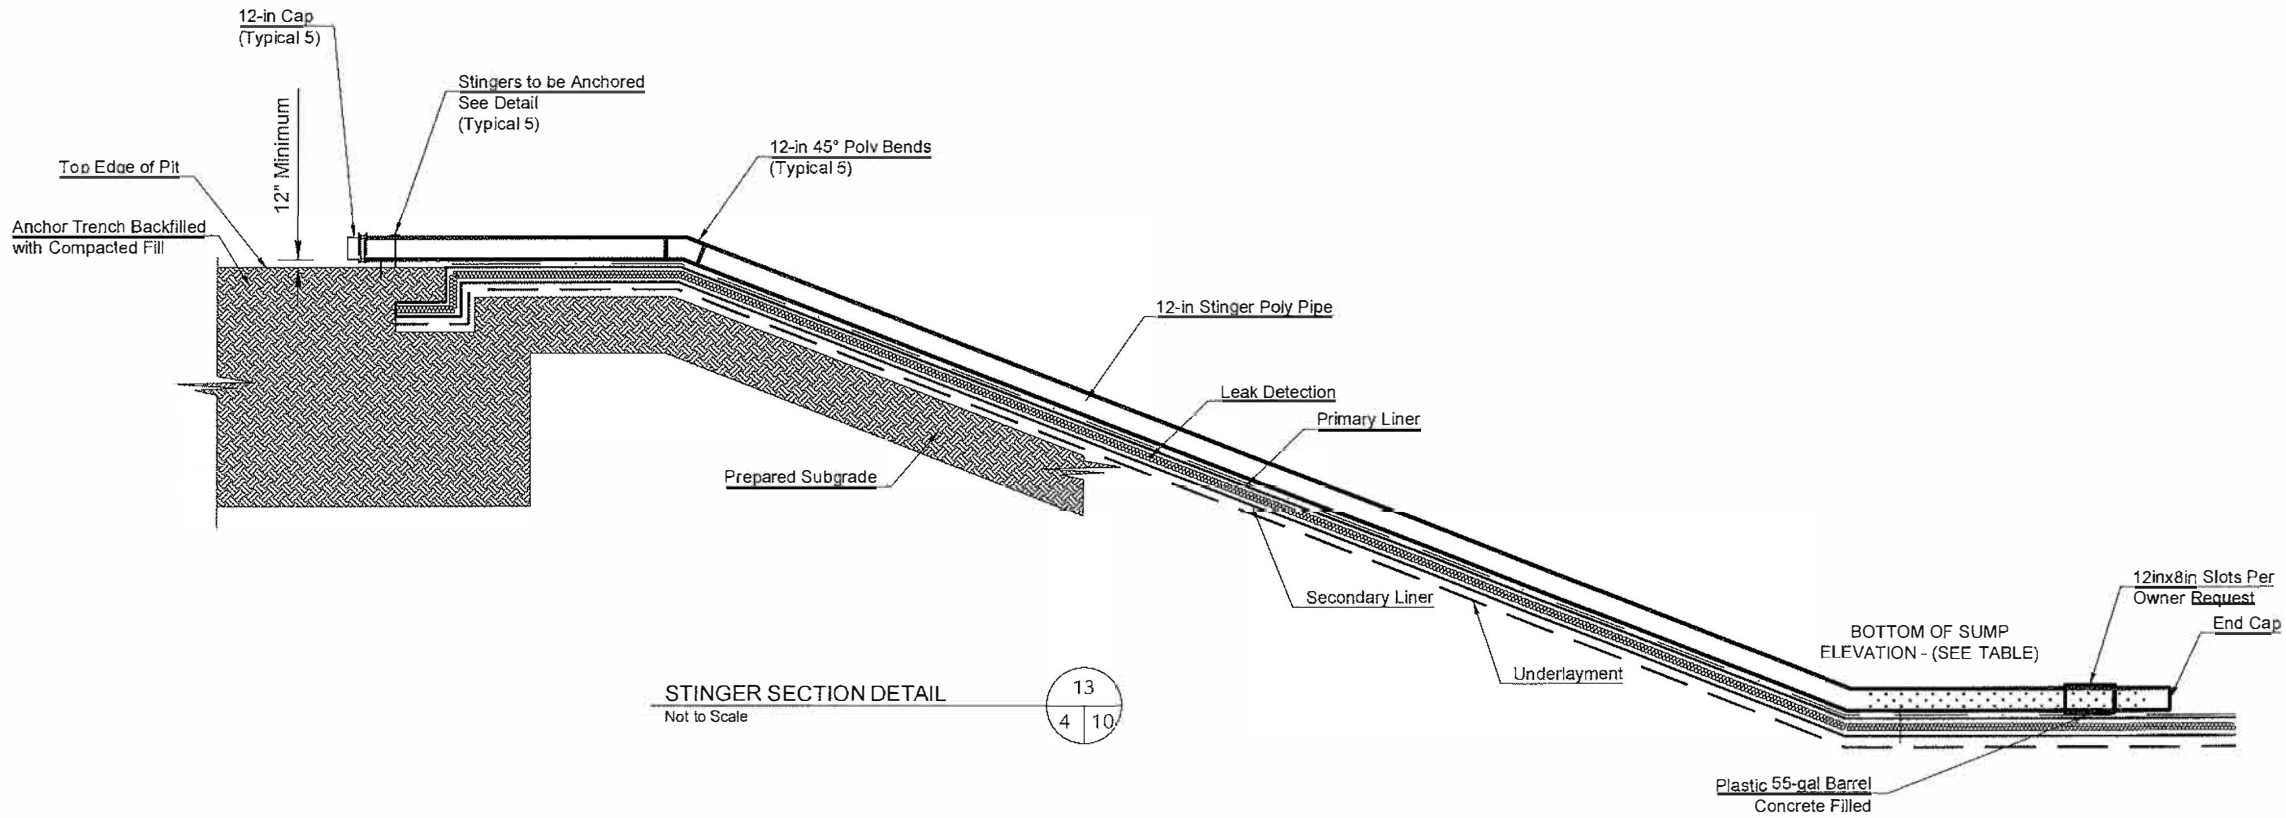 12-in Cap
(Typical 5)
Stingers to be Anchored
See Detail
(Typical 5)
12" Minimum
12-in 45° Poly Bends
(Typical 5)
Top Edge of Pit
Anchor Trench Backfilled
with Compacted Fill
12-in Stinger Poly Pipe
Leak Detection
Primary Liner
Prepared Subgrade
Secondary Liner
Underlayment
12inx8in Slots Per
Owner Request
End Cap
BOTTOM OF SUMP
ELEVATION - (SEE TABLE)
STINGER SECTION DETAIL
Not to Scale
13
4 10
Plastic 55-gal Barrel
Concrete Filled